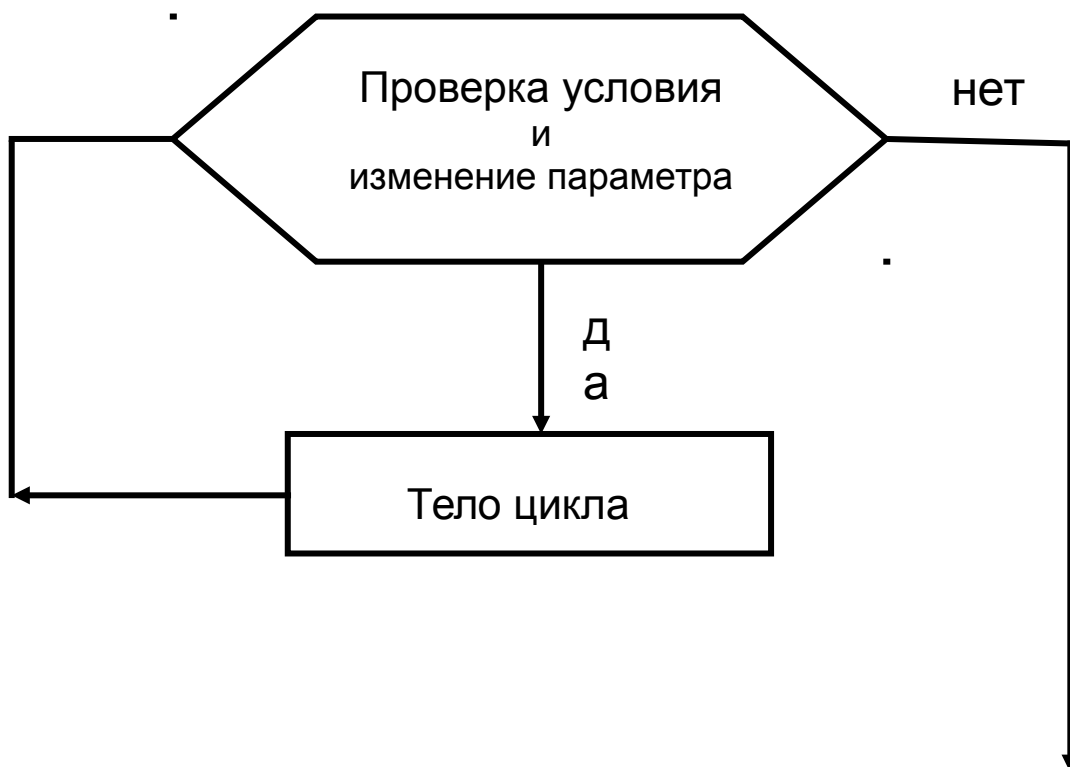 Проверка условия
и
изменение параметра
нет
д
а
Тело цикла